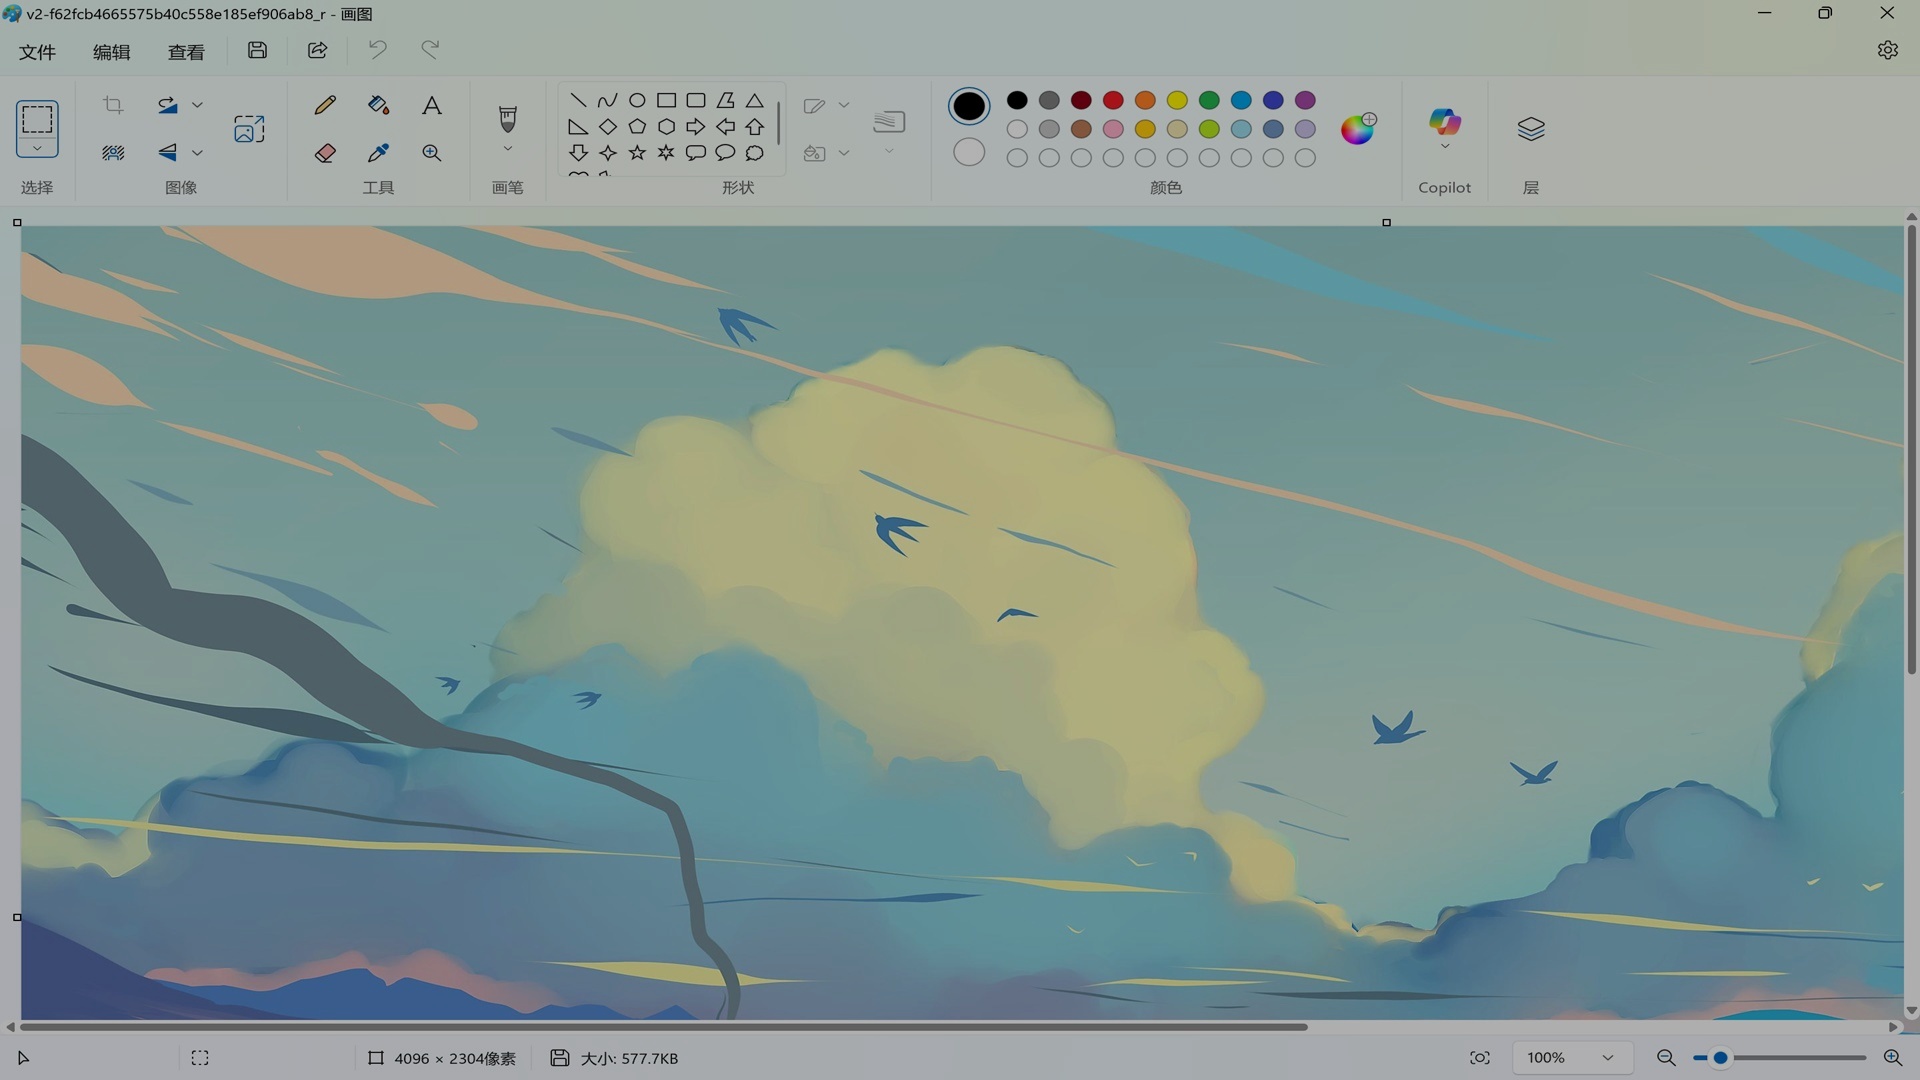 v2-f62fcb4665575b40c558e185ef906ab8_r - 画图
文件 编辑 查看
A
选择 图像 工具 画笔 形状 颜色 Copilot 层
4096 × 2304像素 大小: 577.7KB 100%